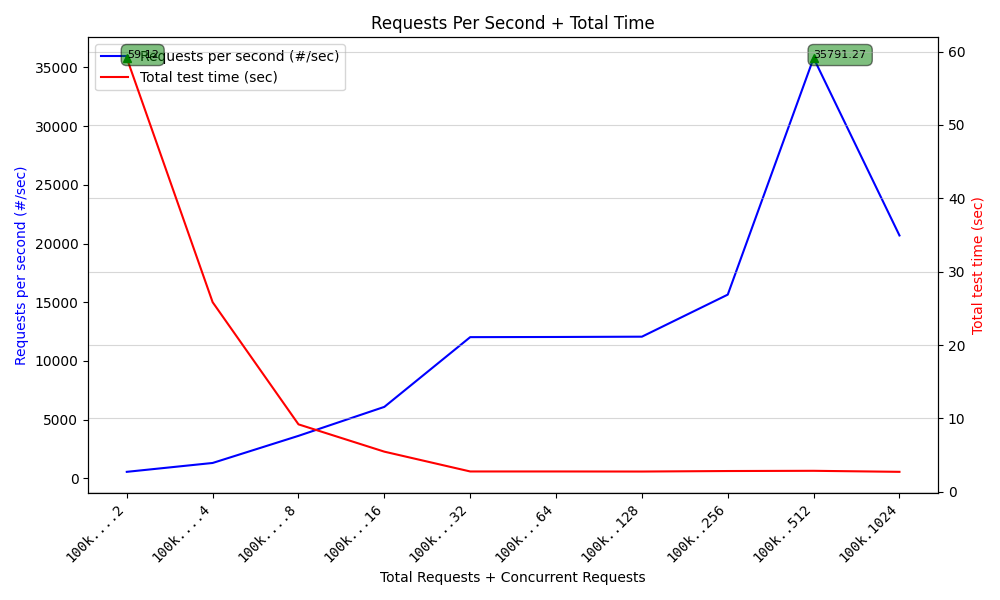 Requests Per Second + Total Time
Requests per second (#/sec)
Total test time (sec)
59.12
35791.27
35000
30000
25000
20000
15000
10000
5000
0
60
50
40
30
20
10
0
Requests per second (#/sec)
Total test time (sec)
100k....2
100k....4
100k....8
100k...16
100k...32
100k...64
100k..128
100k..256
100k..512
100k.1024
Total Requests + Concurrent Requests